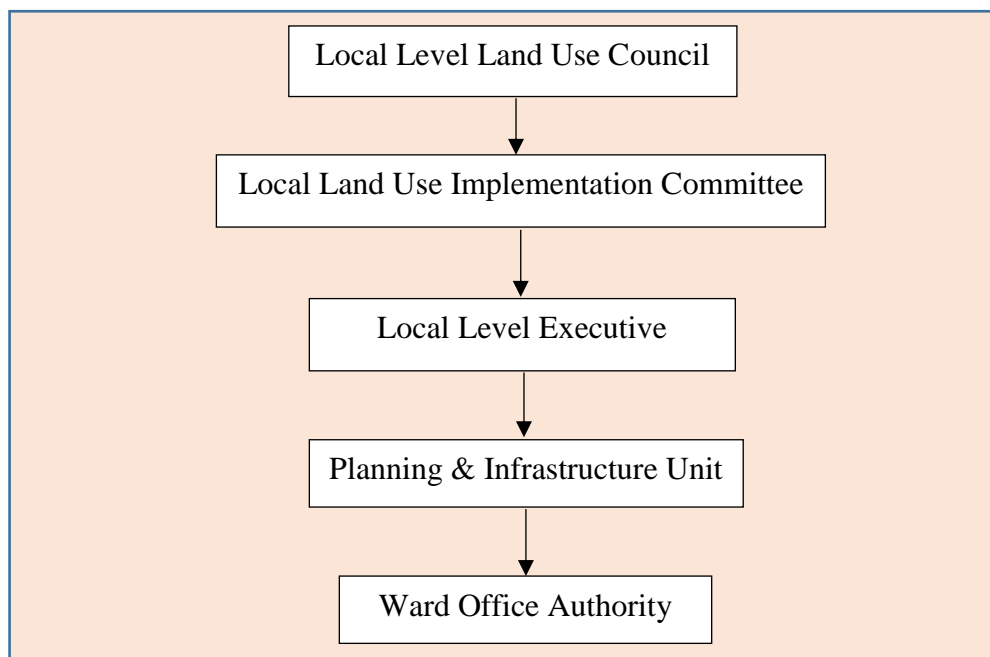 Local Level Land Use Council
Local Land Use Implementation Committee
Local Level Executive
Planning & Infrastructure Unit
Ward Office Authority